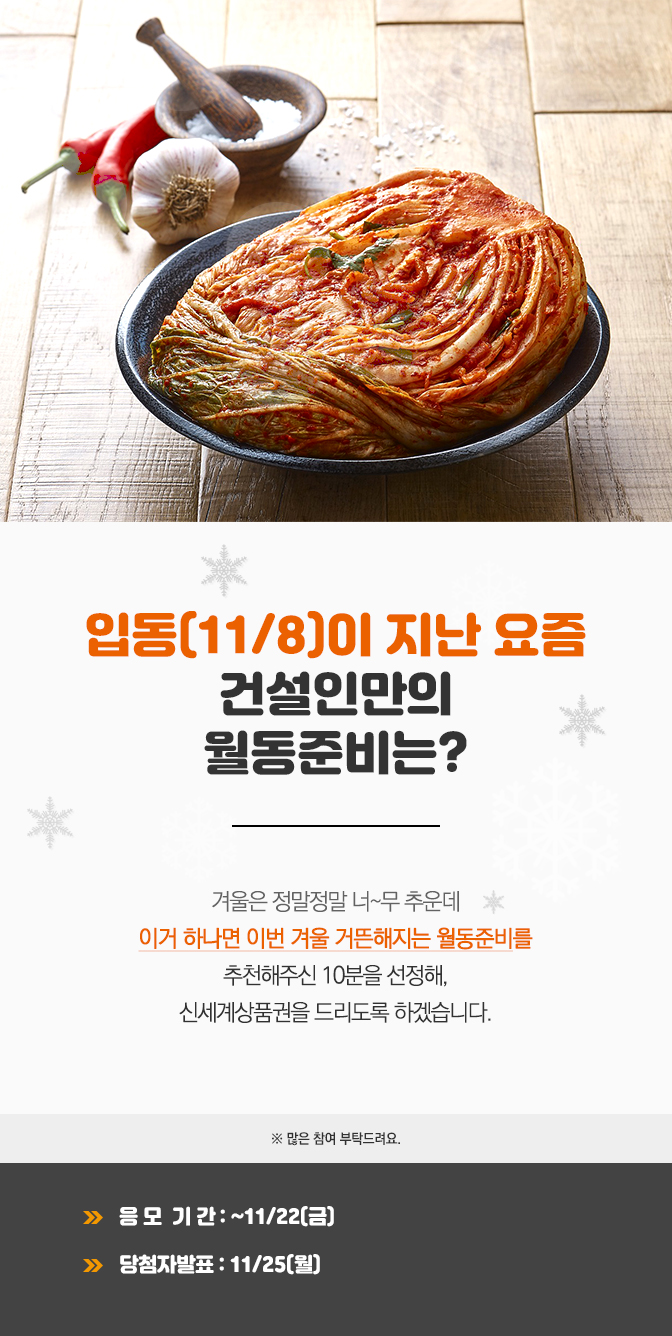 입동(11/8)이 지난 요즘
건설인만의
월동준비는?
겨울은 정말정말 너~무 추운데
이거 하나면 이번 겨울 거뜬해지는 월동준비를
추천해주신 10분을 선정해,
신세계상품권을 드리도록 하겠습니다.
※ 많은 참여 부탁드려요.
응 모 기 간 : ~11/22(금)
당첨자발표 : 11/25(월)